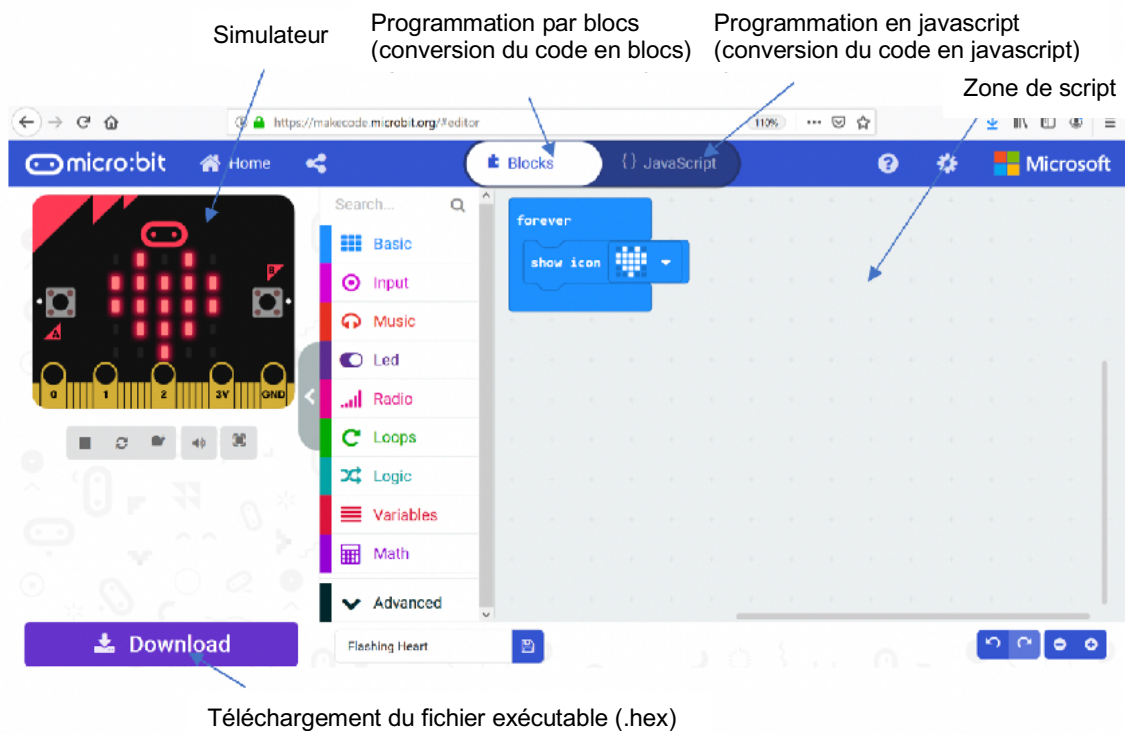 Simulateur
Programmation par blocs
(conversion du code en blocs)
Programmation en javascript
(conversion du code en javascript)
Zone de script
https://makecode.microbit.org/#editor
110%
micro:bit
Home
Blocks
{} JavaScript
?
Microsoft
Search...
Basic
Input
Music
Led
Radio
Loops
Logic
Variables
Math
Advanced
forever
show icon
B
A
0 1 2 3V GND
Download
Flashing Heart
Téléchargement du fichier exécutable (.hex)